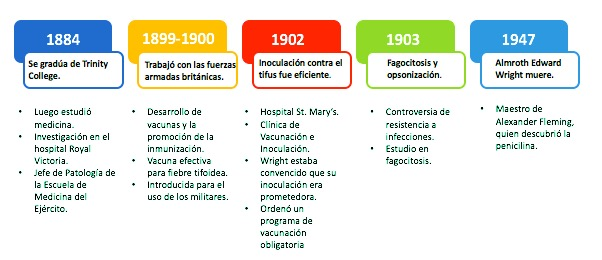 1884
Se gradúa de Trinity
College.
Luego estudió
medicina.
Investigación en el
hospital Royal
Victoria.
Jefe de Patología de
la Escuela de
Medicina del
Ejército.
1899-1900
Trabajó con las fuerzas
armadas británicas.
Desarrollo de
vacunas y la
promoción de la
inmunización.
Vacuna efectiva
para fiebre tifoidea.
Introducida para el
uso de los militares.
1902
Inoculación contra el
tifus fue eficiente.
Hospital St. Mary's.
Clínica de
Vacunación e
Inoculación.
Wright estaba
convencido que su
inoculación era
prometedora.
Ordenó un
programa de
vacunación
obligatoria
1903
Fagocitosis y
opsonización.
Controversia de
resistencia a
infecciones.
Estudio en
fagocitosis.
1947
Almroth Edward
Wright muere.
Maestro de
Alexander Fleming,
quien descubrió la
penicilina.